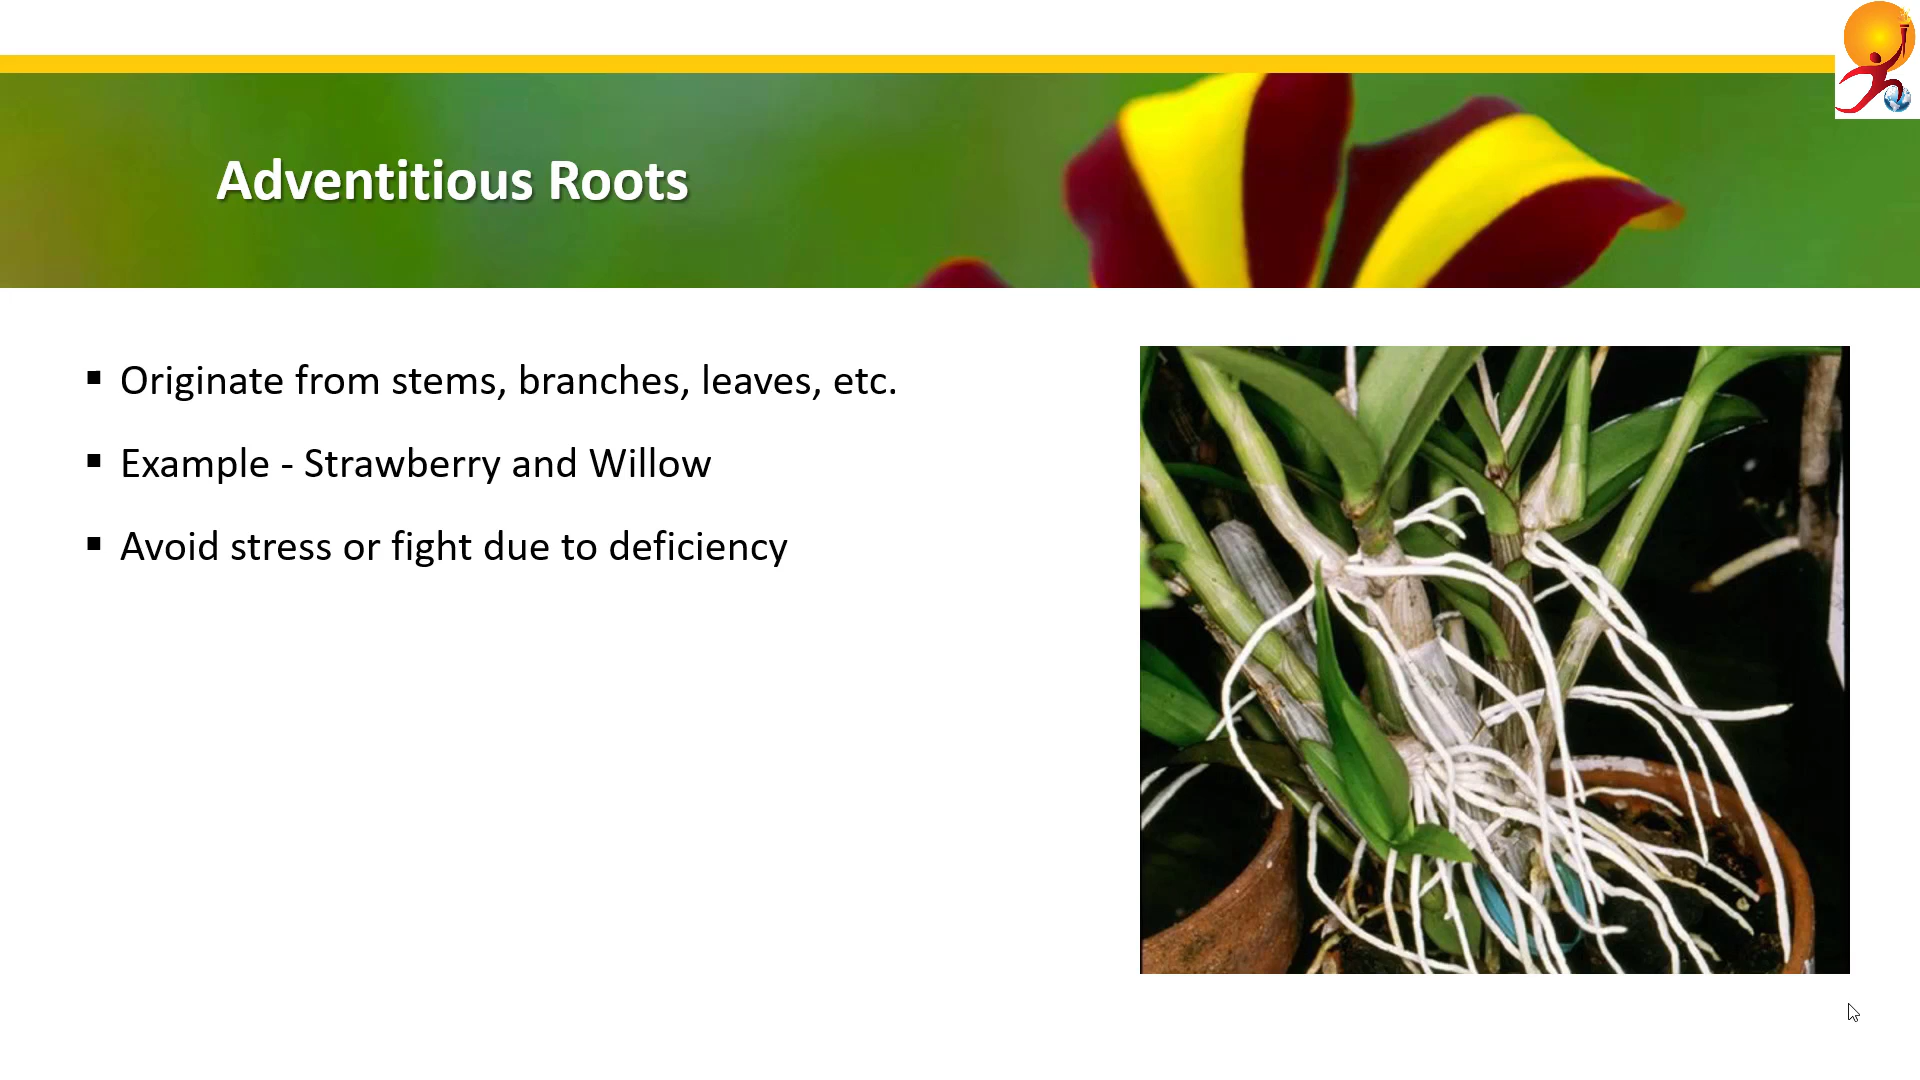 Adventitious Roots
▪ Originate from stems, branches, leaves, etc.
▪ Example - Strawberry and Willow
▪ Avoid stress or fight due to deficiency